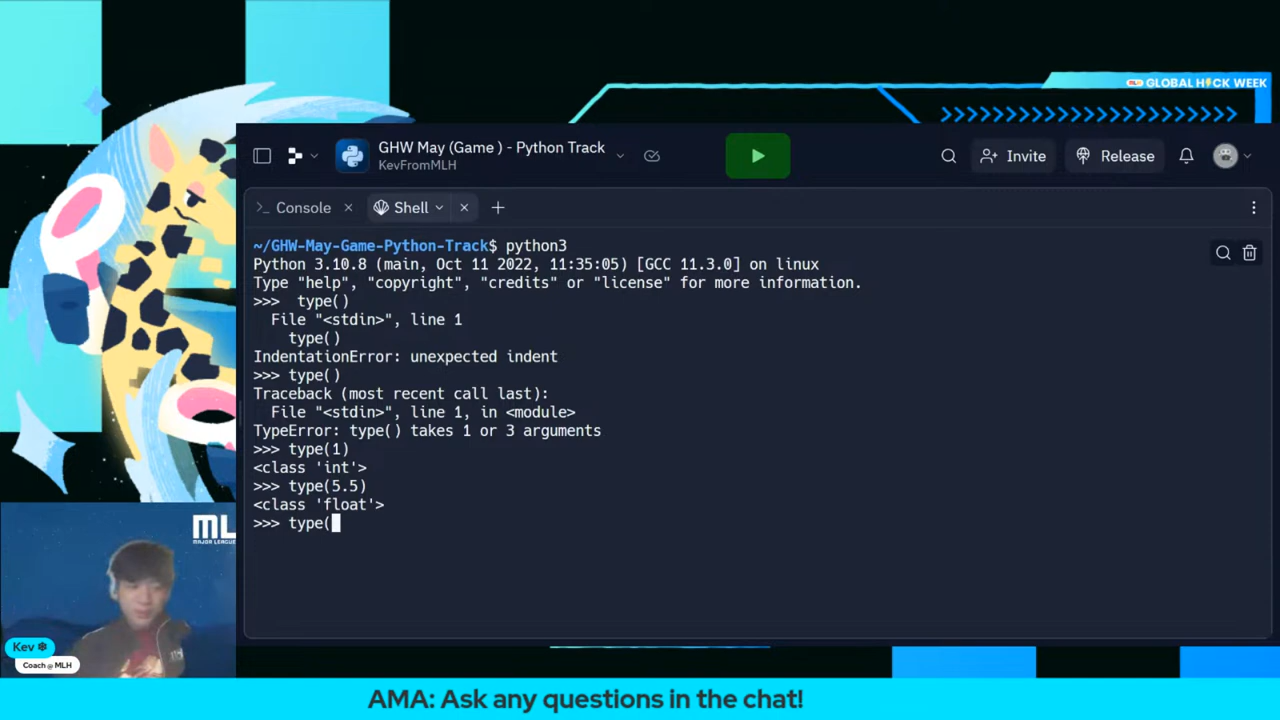 GLOBAL HACK WEEK
GHW May (Game ) - Python Track
KevFromMLH
Invite
Release
Console
Shell
~/GHW-May-Game-Python-Track$ python3
Python 3.10.8 (main, Oct 11 2022, 11:35:05) [GCC 11.3.0] on linux
Type "help", "copyright", "credits" or "license" for more information.
>>>  type()
  File "<stdin>", line 1
    type()
IndentationError: unexpected indent
>>> type()
Traceback (most recent call last):
  File "<stdin>", line 1, in <module>
TypeError: type() takes 1 or 3 arguments
>>> type(1)
<class 'int'>
>>> type(5.5)
<class 'float'>
>>> type(
ML
MAJOR LEAGUE
Kev
Coach @ MLH
AMA: Ask any questions in the chat!